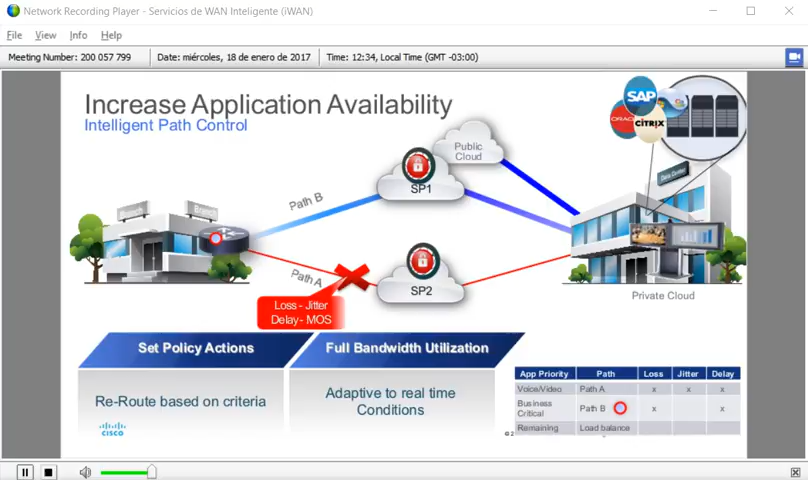 Network Recording Player - Servicios de WAN Inteligente (iWAN)
File View Info Help
Meeting Number: 200 057 799 Date: miércoles, 18 de enero de 2017 Time: 12:34, Local Time (GMT -03:00)
Increase Application Availability
Intelligent Path Control
SAP
ORACLE
CITRIX
Public
Cloud
SP1
Data Center
Path B
Branch
Path A
SP2
Loss - Jitter
Delay - MOS
Private Cloud
Set Policy Actions
Full Bandwidth Utilization
Re-Route based on criteria
Adaptive to real time
Conditions
App Priority Path Loss Jitter Delay
Voice/Video Path A x x x
Business
Critical Path B x x
Remaining Load balance
CISCO